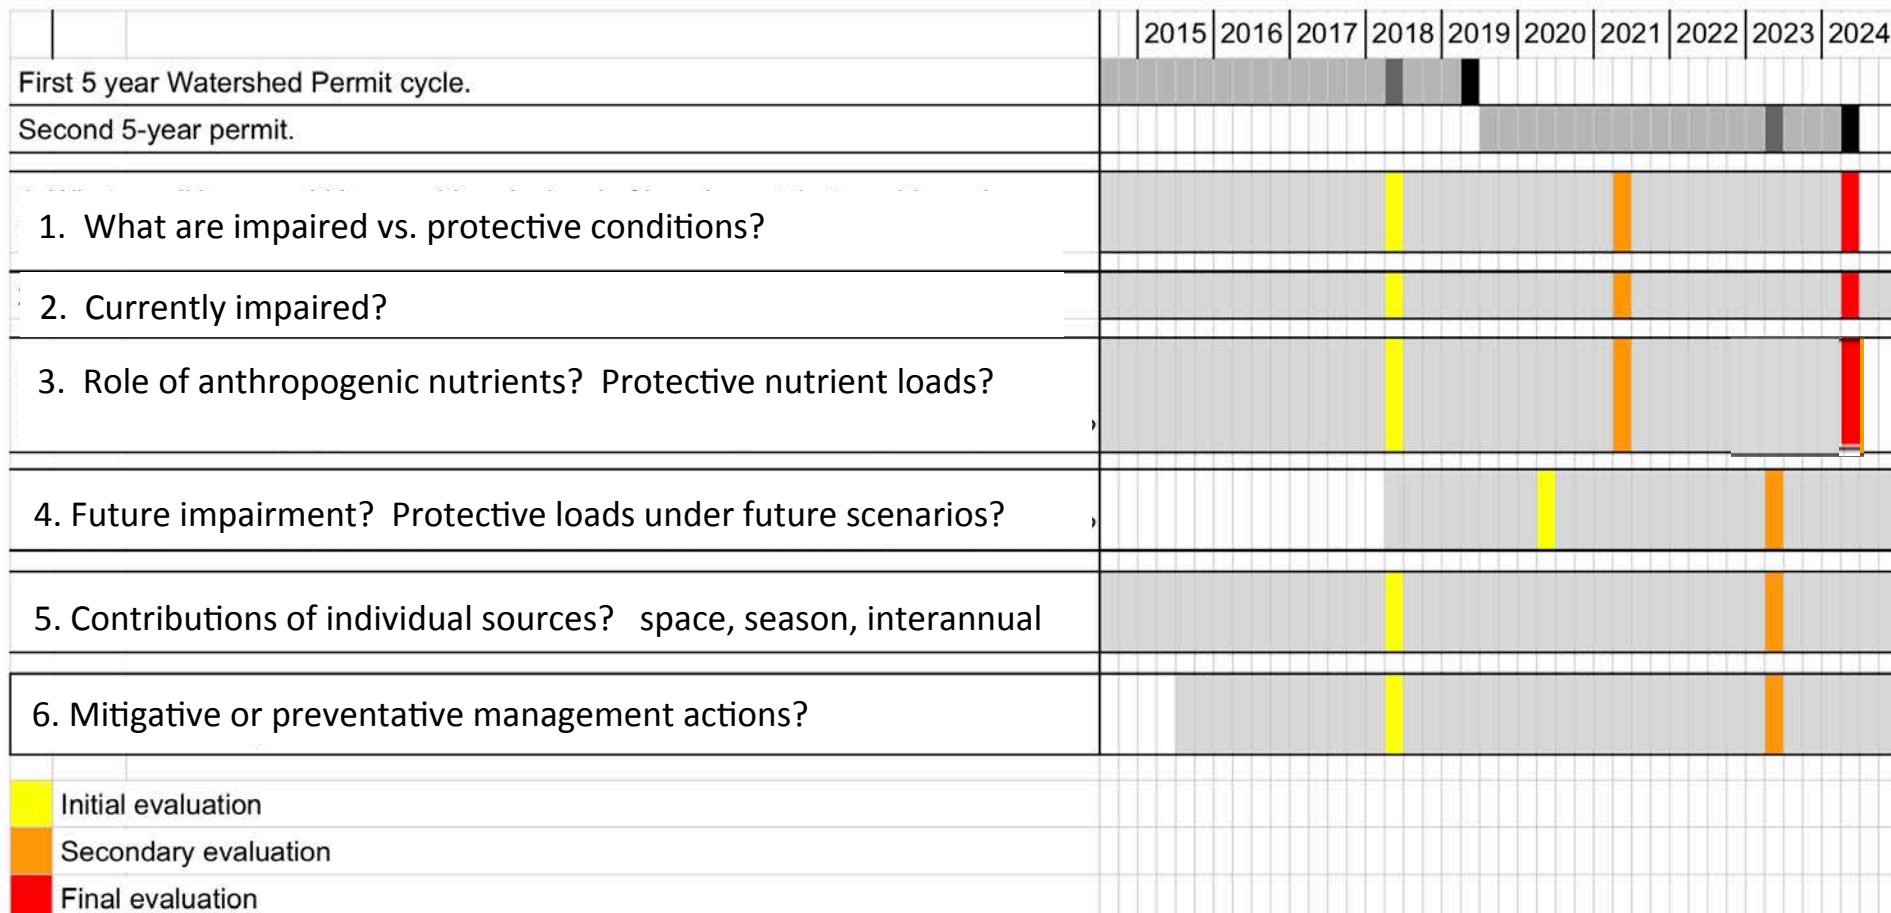 2015 2016 2017 2018 2019 2020 2021 2022 2023 2024
First 5 year Watershed Permit cycle.
Second 5-year permit.
1. What are impaired vs. protective conditions?
2. Currently impaired?
3. Role of anthropogenic nutrients? Protective nutrient loads?
4. Future impairment? Protective loads under future scenarios?
5. Contributions of individual sources? space, season, interannual
6. Mitigative or preventative management actions?
Initial evaluation
Secondary evaluation
Final evaluation